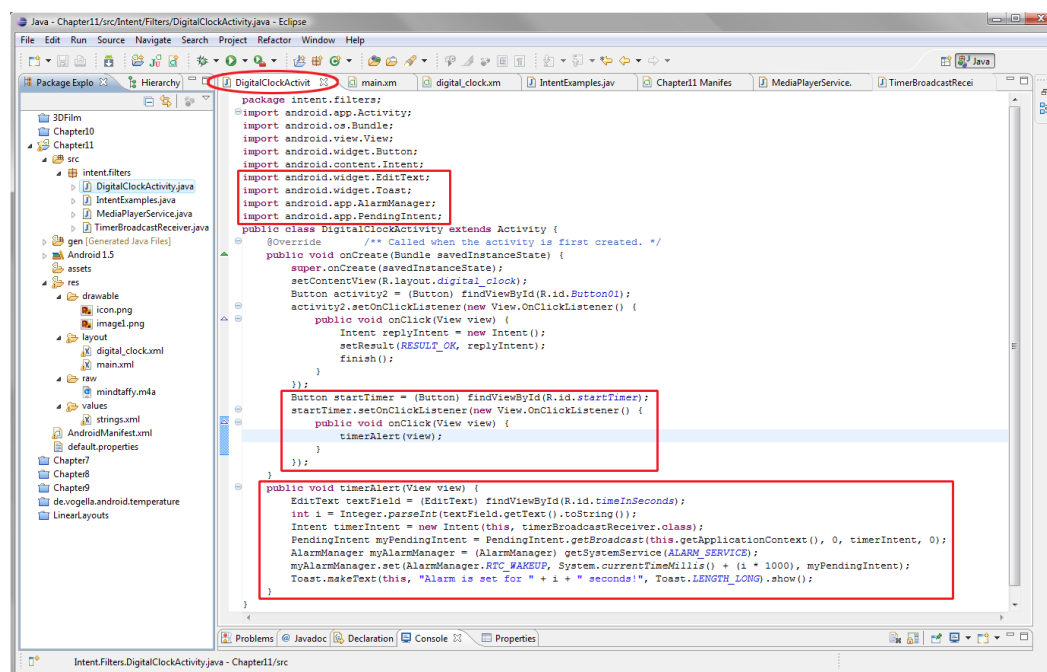 Java - Chapter11/src/Intent/Filters/DigitalClockActivity.java - Eclipse
File Edit Run Source Navigate Search Project Refactor Window Help
Java
Package Explo
Hierarchy
DigitalClockActivit
main.xm
digital_clock.xm
IntentExamples.jav
Chapter11 Manifes
MediaPlayerService.
TimerBroadcastRecei
3DFilm
Chapter10
Chapter11
src
intent.filters
DigitalClockActivity.java
IntentExamples.java
MediaPlayerService.java
TimerBroadcastReceiver.java
gen [Generated Java Files]
Android 1.5
assets
res
drawable
icon.png
image1.png
layout
digital_clock.xml
main.xml
raw
mindtaffy.m4a
values
strings.xml
AndroidManifest.xml
default.properties
Chapter7
Chapter8
Chapter9
de.vogella.android.temperature
LinearLayouts
package intent.filters;
import android.app.Activity;
import android.os.Bundle;
import android.view.View;
import android.widget.Button;
import android.content.Intent;
import android.widget.EditText;
import android.widget.Toast;
import android.app.AlarmManager;
import android.app.PendingIntent;
public class DigitalClockActivity extends Activity {
@Override /** Called when the activity is first created. */
public void onCreate(Bundle savedInstanceState) {
super.onCreate(savedInstanceState);
setContentView(R.layout.digital_clock);
Button activity2 = (Button) findViewById(R.id.Button01);
activity2.setOnClickListener(new View.OnClickListener() {
public void onClick(View view) {
Intent replyIntent = new Intent();
setResult(RESULT_OK, replyIntent);
finish();
}
});
Button startTimer = (Button) findViewById(R.id.startTimer);
startTimer.setOnClickListener(new View.OnClickListener() {
public void onClick(View view) {
timerAlert(view);
}
});
}
public void timerAlert(View view) {
EditText textField = (EditText) findViewById(R.id.timeInSeconds);
int i = Integer.parseInt(textField.getText().toString());
Intent timerIntent = new Intent(this, timerBroadcastReceiver.class);
PendingIntent myPendingIntent = PendingIntent.getBroadcast(this.getApplicationContext(), 0, timerIntent, 0);
AlarmManager myAlarmManager = (AlarmManager) getSystemService(ALARM_SERVICE);
myAlarmManager.set(AlarmManager.RTC_WAKEUP, System.currentTimeMillis() + (i * 1000), myPendingIntent);
Toast.makeText(this, "Alarm is set for " + i + " seconds!", Toast.LENGTH_LONG).show();
}
}
Problems @ Javadoc Declaration Console Properties
Intent.Filters.DigitalClockActivity.java - Chapter11/src